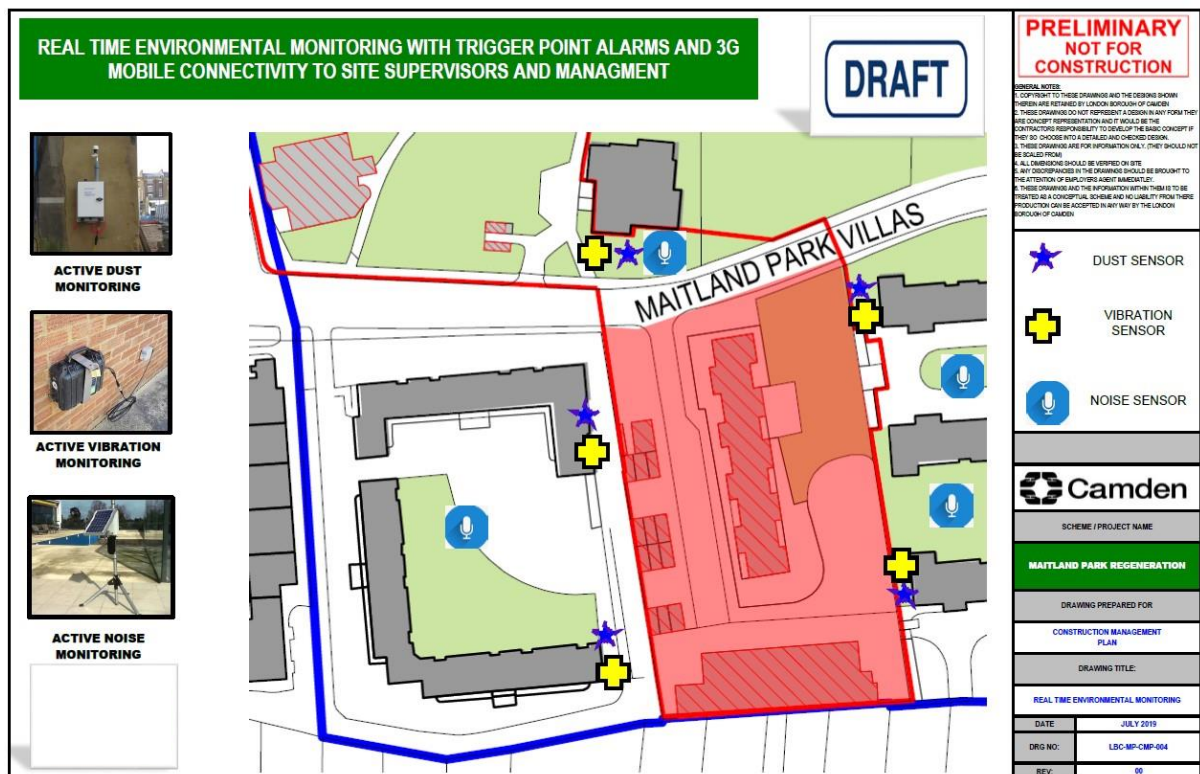 REAL TIME ENVIRONMENTAL MONITORING WITH TRIGGER POINT ALARMS AND 3G
MOBILE CONNECTIVITY TO SITE SUPERVISORS AND MANAGMENT
DRAFT
ACTIVE DUST
MONITORING
ACTIVE VIBRATION
MONITORING
ACTIVE NOISE
MONITORING
MAITLAND PARK VILLAS
PRELIMINARY
NOT FOR
CONSTRUCTION
GENERAL NOTES:
1. COPYRIGHT TO THESE DRAWINGS AND THE DESIGNS SHOWN
THEREIN ARE RETAINED BY LONDON BOROUGH OF CAMDEN
2. THESE DRAWINGS DO NOT REPRESENT A DESIGN IN ANY FORM THEY
ARE CONCEPT REPRESENTATION AND IT WOULD BE THE
CONTRACTORS RESPONSIBILITY TO DEVELOP THE BASIC CONCEPT IF
THEY SO CHOOSE INTO A DETAILED AND CHECKED DESIGN.
3. THESE DRAWINGS ARE FOR INFORMATION ONLY. (THEY SHOULD NOT
BE SCALED FROM)
4. ALL DIMENSIONS SHOULD BE VERIFIED ON SITE
5. ANY DISCREPANCIES IN THE DRAWINGS SHOULD BE BROUGHT TO
THE ATTENTION OF EMPLOYERS AGENT IMMEDIATLEY.
6. THESE DRAWINGS AND THE INFORMATION WITHIN THEM IS TO BE
TREATED AS A CONCEPTUAL SCHEME AND NO LIABILITY FROM THERE
PRODUCTION CAN BE ACCEPTED IN ANY WAY BY THE LONDON
BOROUGH OF CAMDEN
DUST SENSOR
VIBRATION
SENSOR
NOISE SENSOR
Camden
SCHEME / PROJECT NAME
MAITLAND PARK REGENERATION
DRAWING PREPARED FOR
CONSTRUCTION MANAGEMENT
PLAN
DRAWING TITLE:
REAL TIME ENVIRONMENTAL MONITORING
DATE JULY 2019
DRG NO: LBC-MP-CMP-004
REV: 00